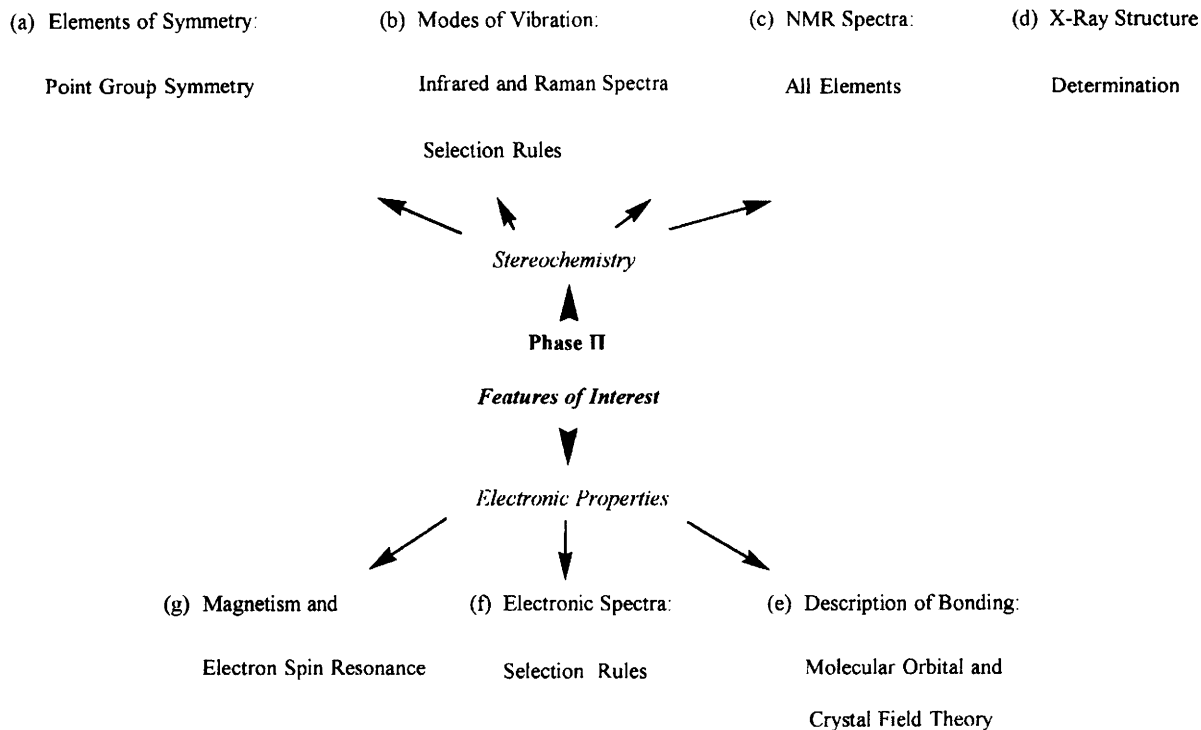 (a) Elements of Symmetry:
Point Group Symmetry
(b) Modes of Vibration:
Infrared and Raman Spectra
Selection Rules
(c) NMR Spectra:
All Elements
(d) X-Ray Structure
Determination
Stereochemistry
Phase II
Features of Interest
Electronic Properties
(g) Magnetism and
Electron Spin Resonance
(f) Electronic Spectra:
Selection Rules
(e) Description of Bonding:
Molecular Orbital and
Crystal Field Theory